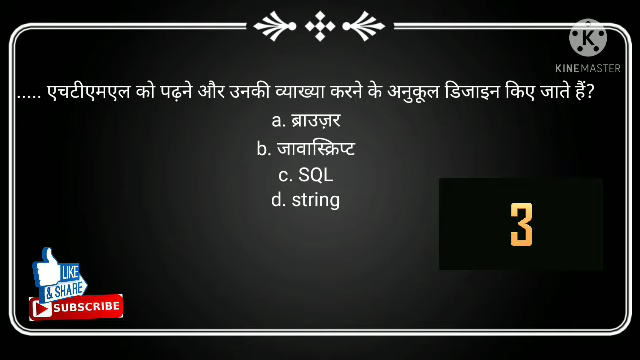 KINEMASTER
..... एचटीएमएल को पढ़ने और उनकी व्याख्या करने के अनुकूल डिजाइन किए जाते हैं?
a. ब्राउज़र
b. जावास्क्रिप्ट
c. SQL
d. string
3
LIKE
& SHARE
SUBSCRIBE